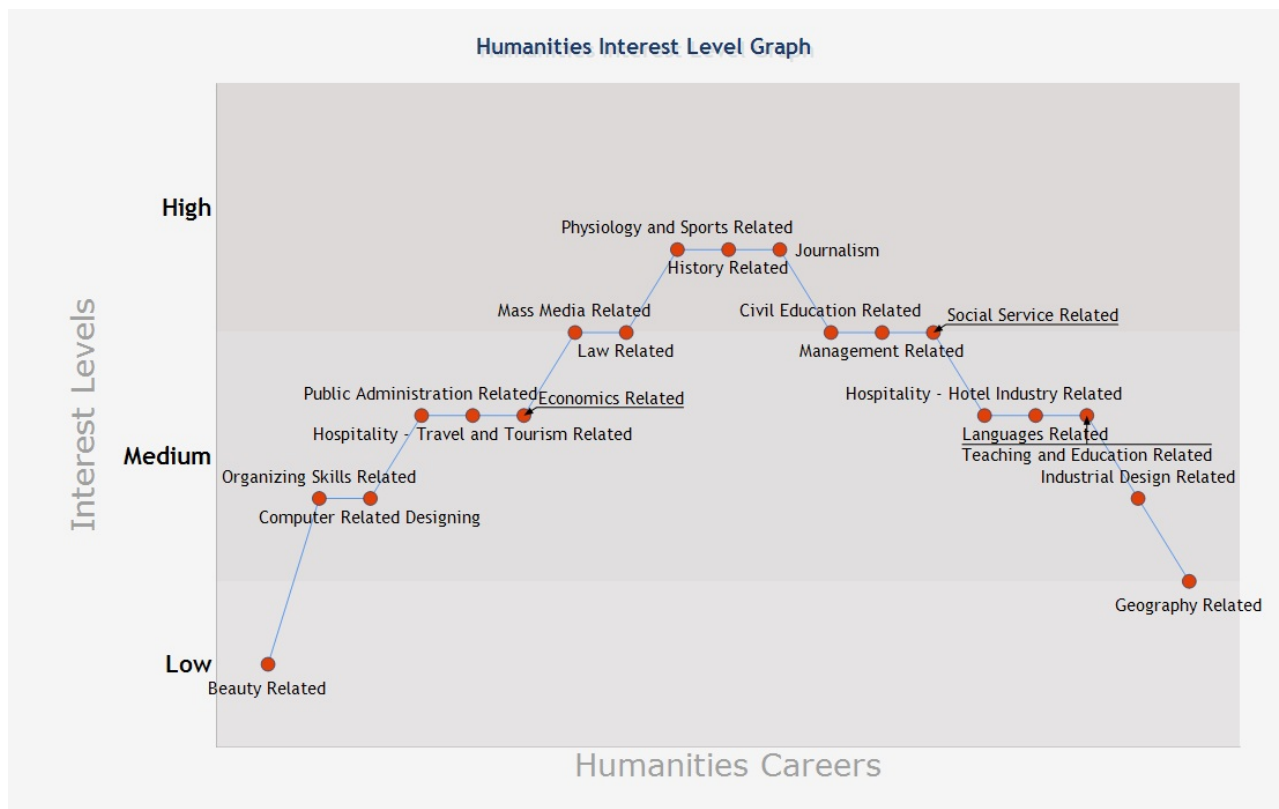 Humanities Interest Level Graph
High
Physiology and Sports Related
Journalism
History Related
Mass Media Related
Civil Education Related
Social Service Related
Law Related
Management Related
Public Administration Related
Economics Related
Hospitality - Hotel Industry Related
Hospitality - Travel and Tourism Related
Languages Related
Medium
Teaching and Education Related
Organizing Skills Related
Industrial Design Related
Computer Related Designing
Geography Related
Low
Beauty Related
Interest Levels
Humanities Careers